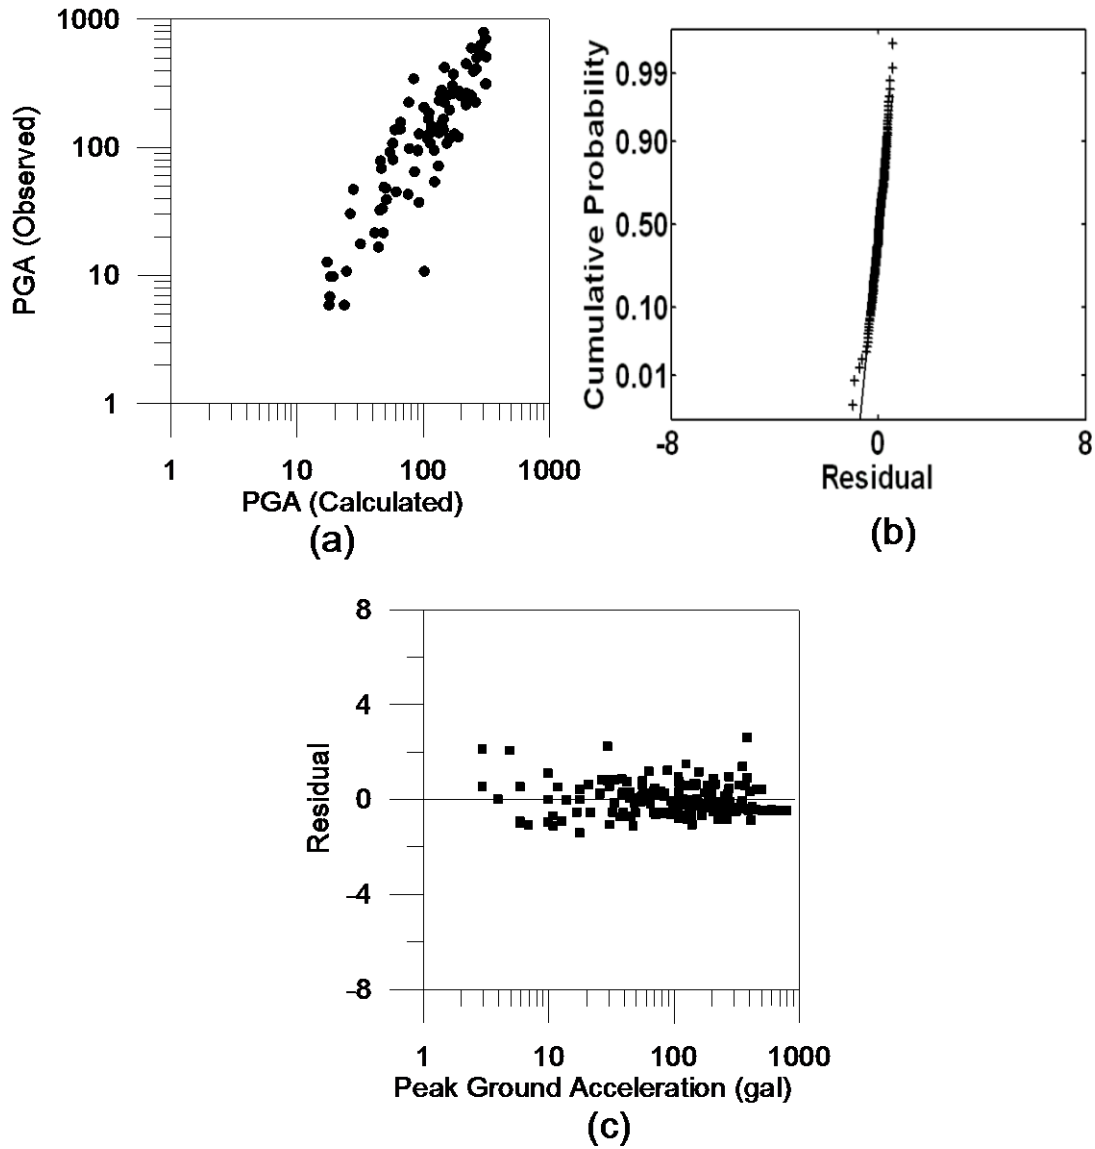 1000
100
10
1
PGA (Observed)
1
10
100
1000
PGA (Calculated)
(a)
0.99
0.90
0.50
0.10
0.01
Cumulative Probability
-8
0
8
Residual
(b)
8
4
0
-4
-8
Residual
1
10
100
1000
Peak Ground Acceleration (gal)
(c)